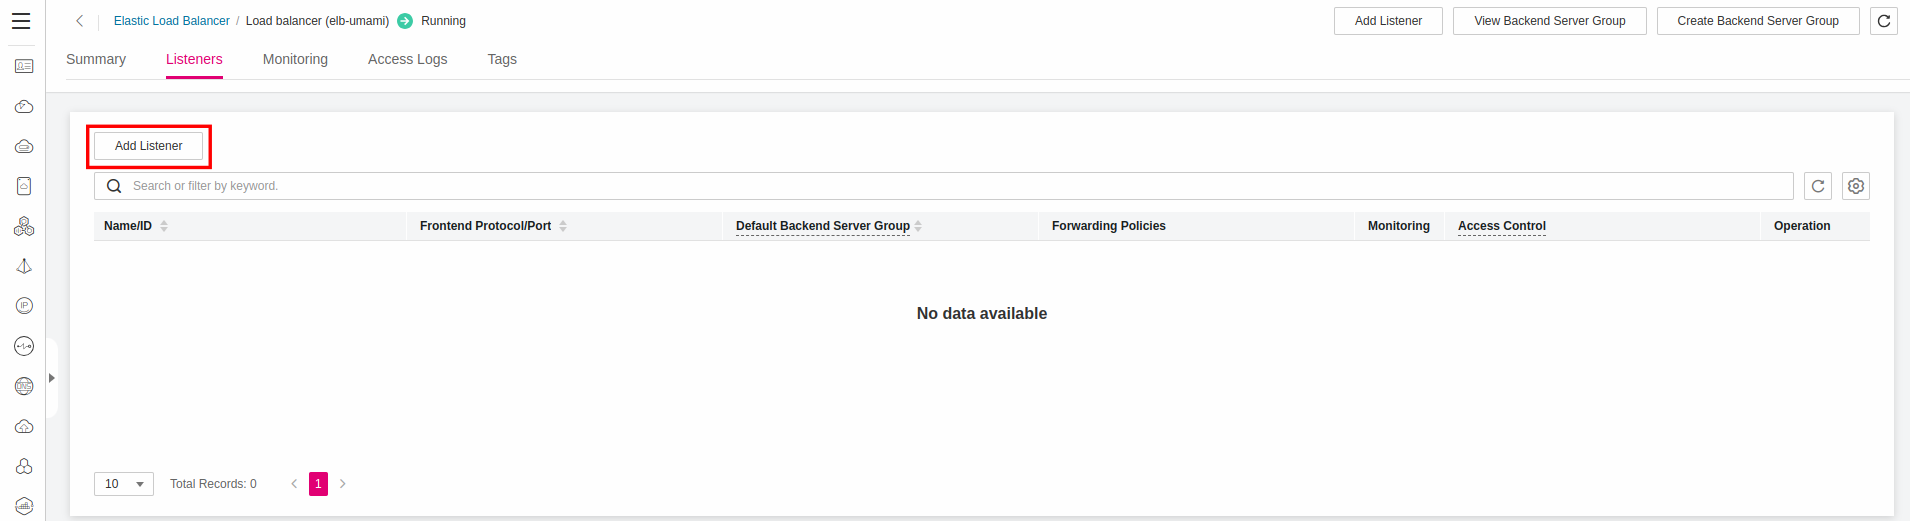 Elastic Load Balancer / Load balancer (elb-umami) Running
Add Listener View Backend Server Group Create Backend Server Group
Summary Listeners Monitoring Access Logs Tags
Add Listener
Search or filter by keyword.
Name/ID Frontend Protocol/Port Default Backend Server Group Forwarding Policies Monitoring Access Control Operation
IP
No data available
DNS
10 Total Records: 0 1